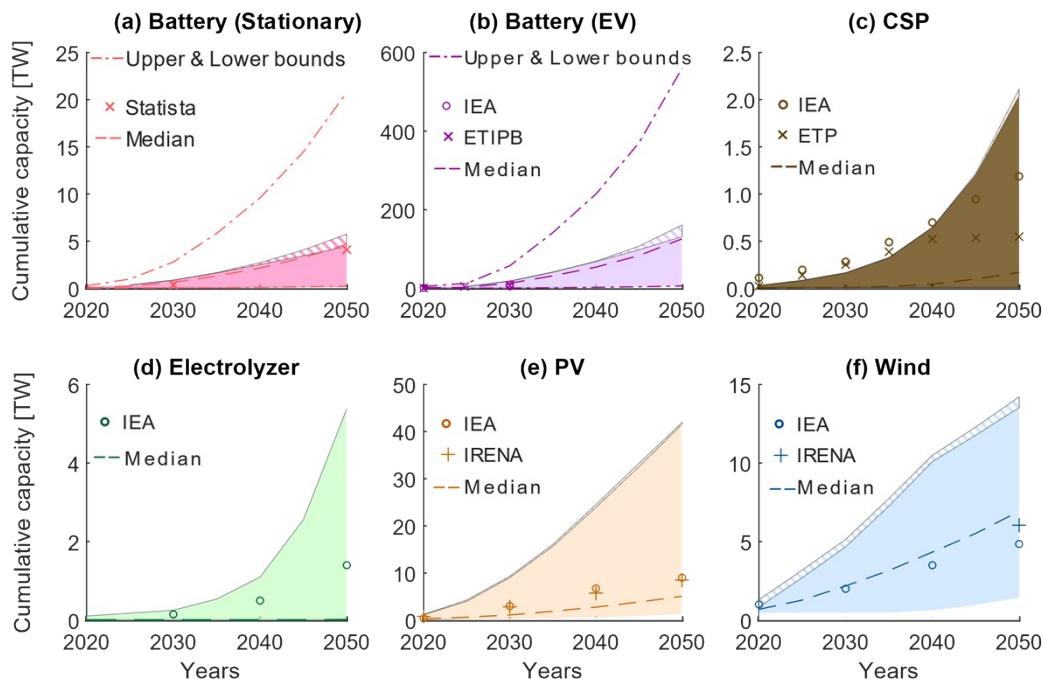 (a) Battery (Stationary)
(b) Battery (EV)
(c) CSP
Cumulative capacity [TW]
25
20
15
10
5
0
Upper & Lower bounds
Statista
Median
2020
2030
2040
2050
600
400
200
0
Upper & Lower bounds
IEA
ETIPB
Median
2020
2030
2040
2050
2.5
2.0
1.5
1.0
0.5
0.0
IEA
ETP
Median
2020
2030
2040
2050
(d) Electrolyzer
(e) PV
(f) Wind
Cumulative capacity [TW]
6
4
2
0
IEA
Median
2020
2030
2040
2050
Years
50
40
30
20
10
0
IEA
IRENA
Median
2020
2030
2040
2050
Years
15
10
5
0
IEA
IRENA
Median
2020
2030
2040
2050
Years